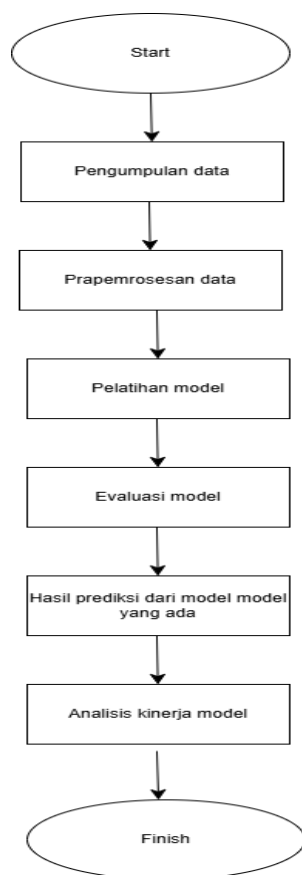 Start
Pengumpulan data
Prapemrosesan data
Pelatihan model
Evaluasi model
Hasil prediksi dari model model
yang ada
Analisis kinerja model
Finish